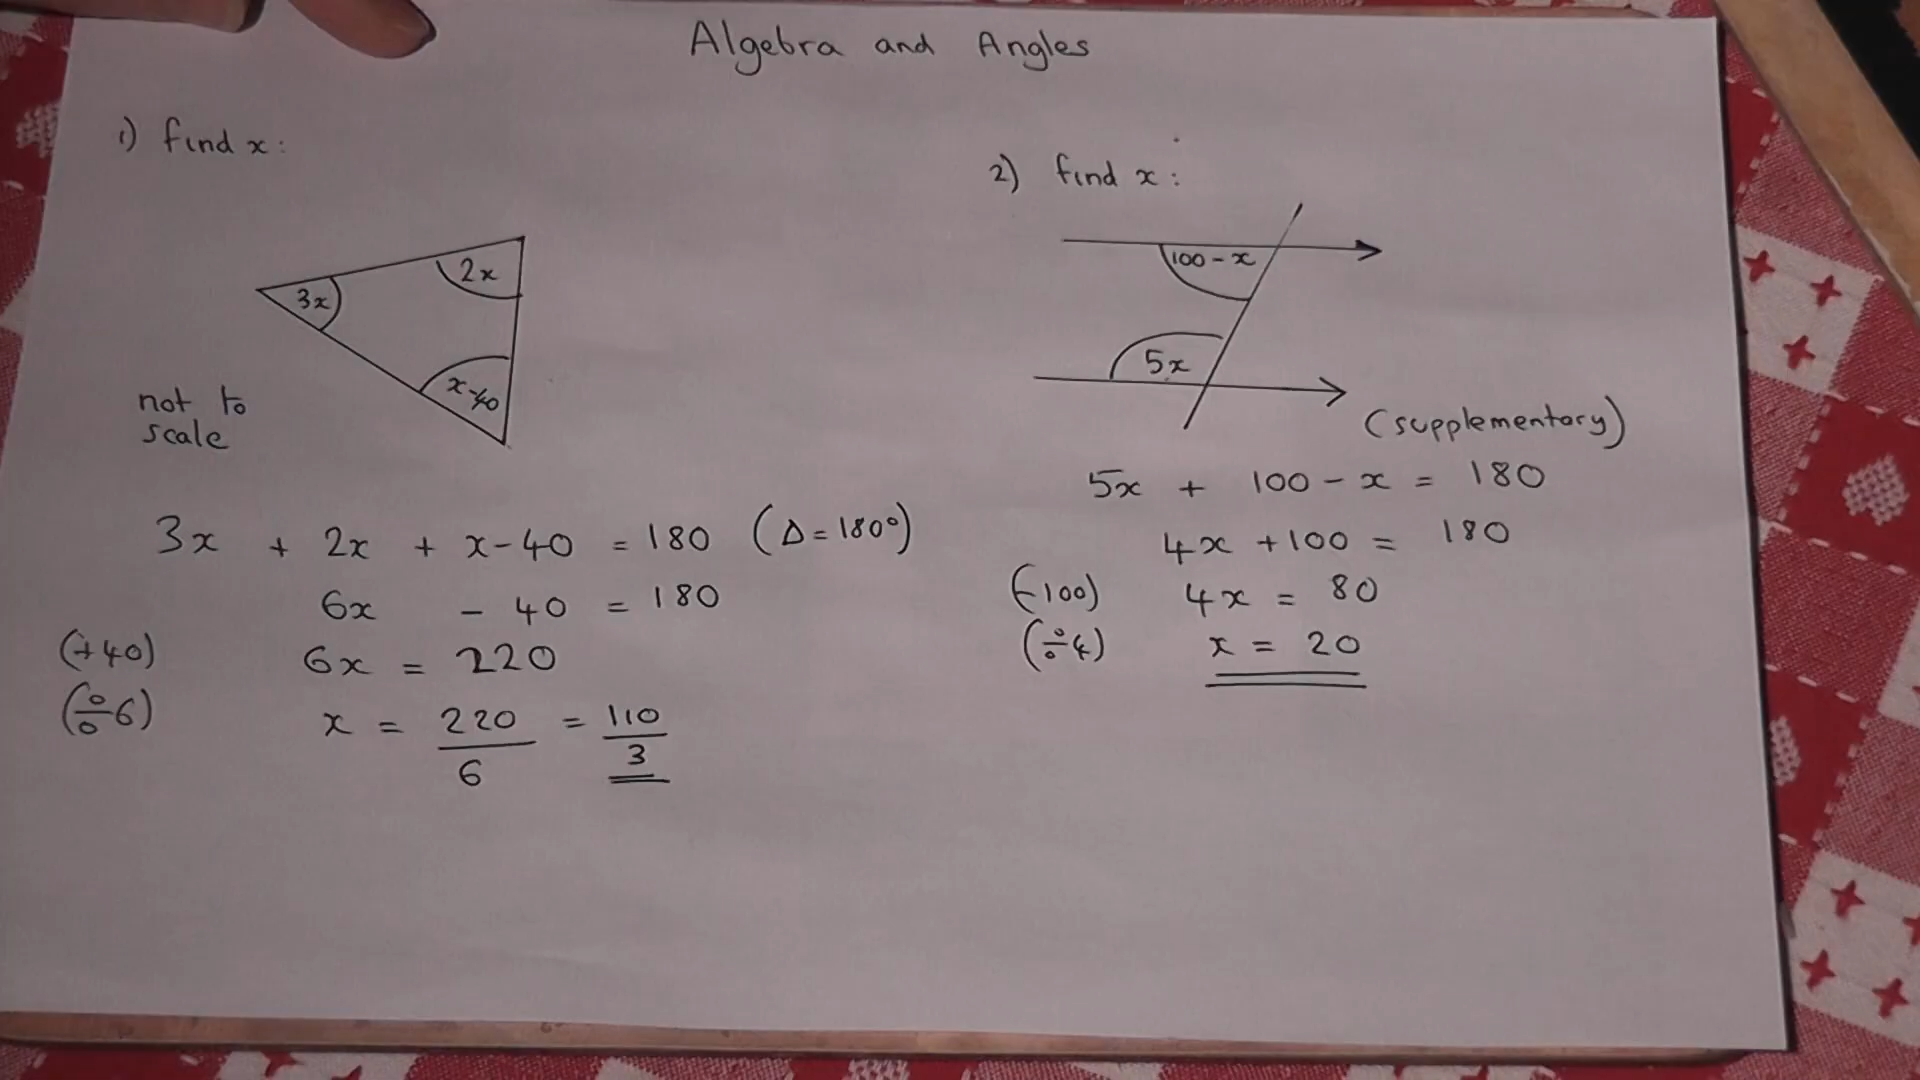 Algebra and Angles
1) find x:
3x
2x
x-40
not to
scale
3x + 2x + x-40 = 180 (Δ=180°)
6x - 40 = 180
(+40) 6x = 220
(÷6) x = 220/6 = 110/3
2) find x:
100-x
5x
(supplementary)
5x + 100-x = 180
4x +100 = 180
(-100) 4x = 80
(÷4) x = 20